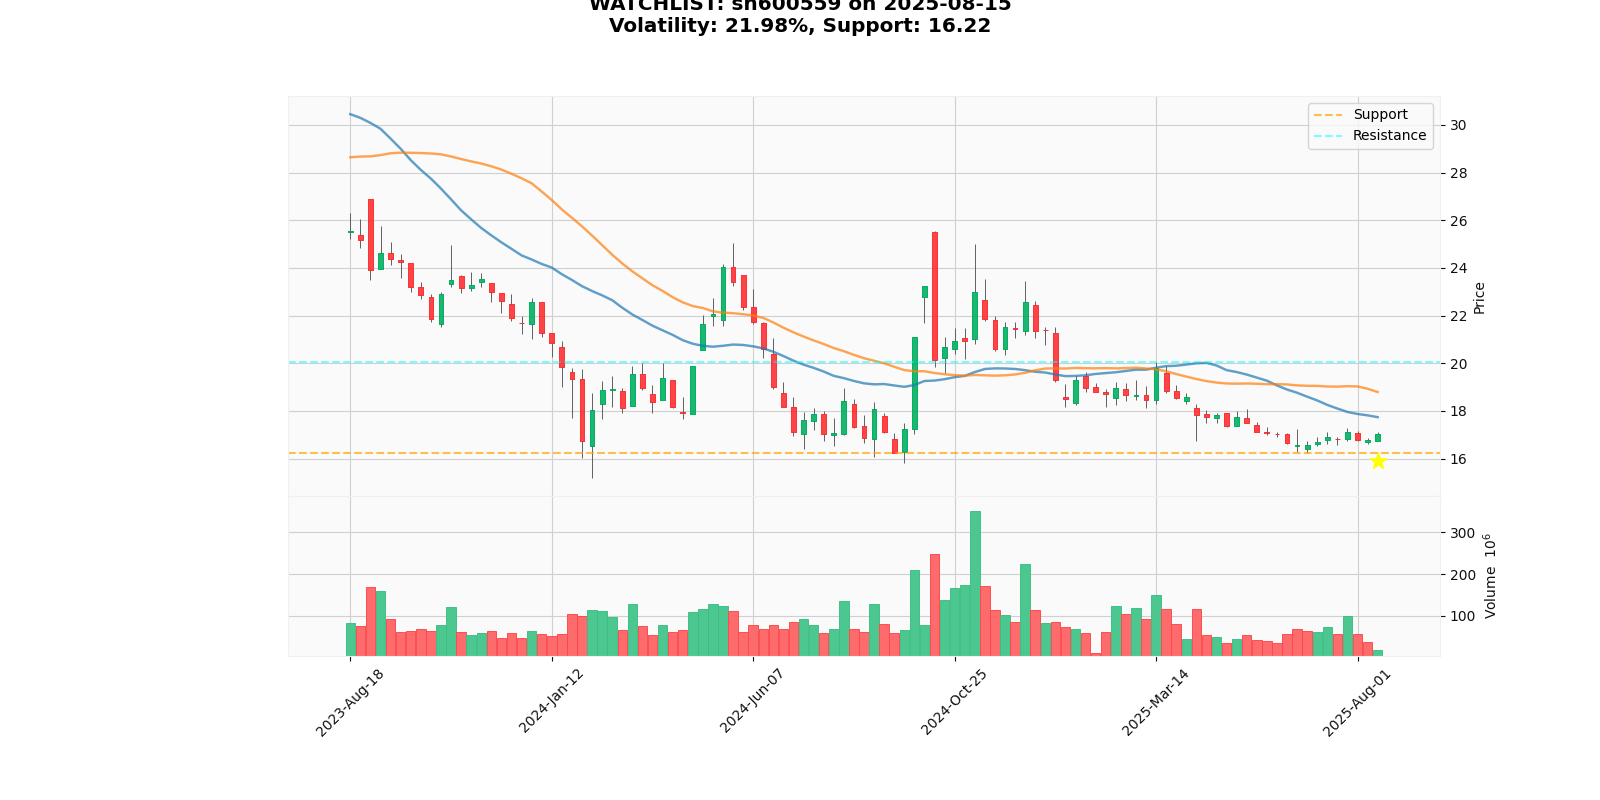 WATCHLIST: sh600559 on 2025-08-15
Volatility: 21.98%, Support: 16.22
Support
Resistance
30
28
26
24
22
20
18
16
Price
300
200
100
Volume 10⁶
2023-Aug-18
2024-Jan-12
2024-Jun-07
2024-Oct-25
2025-Mar-14
2025-Aug-01